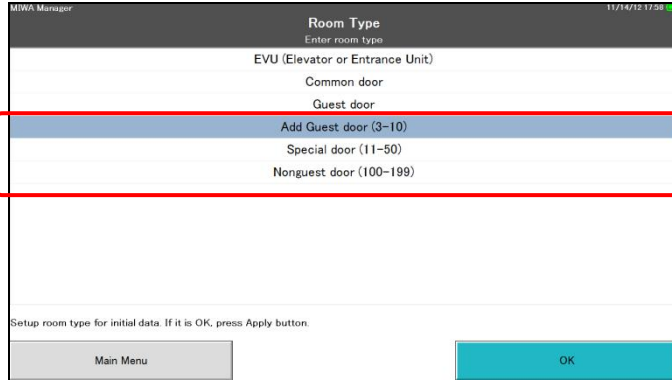 MIWA Manager 11/14/12 17:58
Room Type
Enter room type
EVU (Elevator or Entrance Unit)
Common door
Guest door
Add Guest door (3-10)
Special door (11-50)
Nonguest door (100-199)
Setup room type for initial data. If it is OK, press Apply button.
Main Menu OK